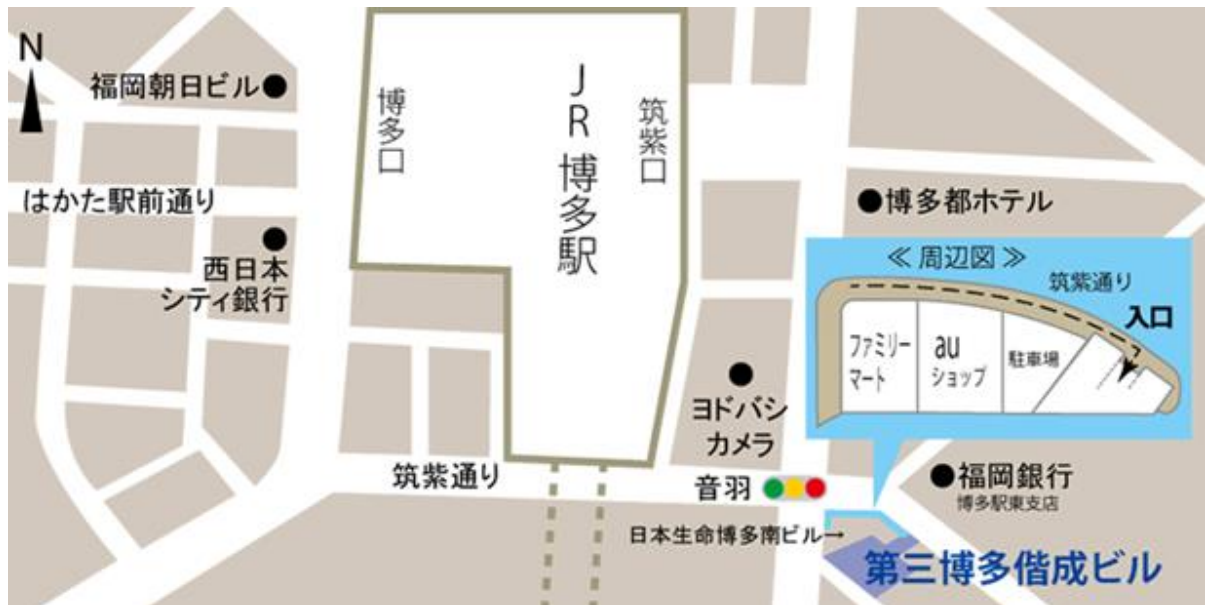 N
福岡朝日ビル
博多口
JR 博多駅
筑紫口
はかた駅前通り
博多都ホテル
西日本
シティ銀行
≪ 周辺図 ≫
筑紫通り
入口
ファミリー
マート
au
ショップ
駐車場
ヨドバシ
カメラ
筑紫通り
音羽
福岡銀行
博多駅東支店
日本生命博多南ビル→
第三博多偕成ビル